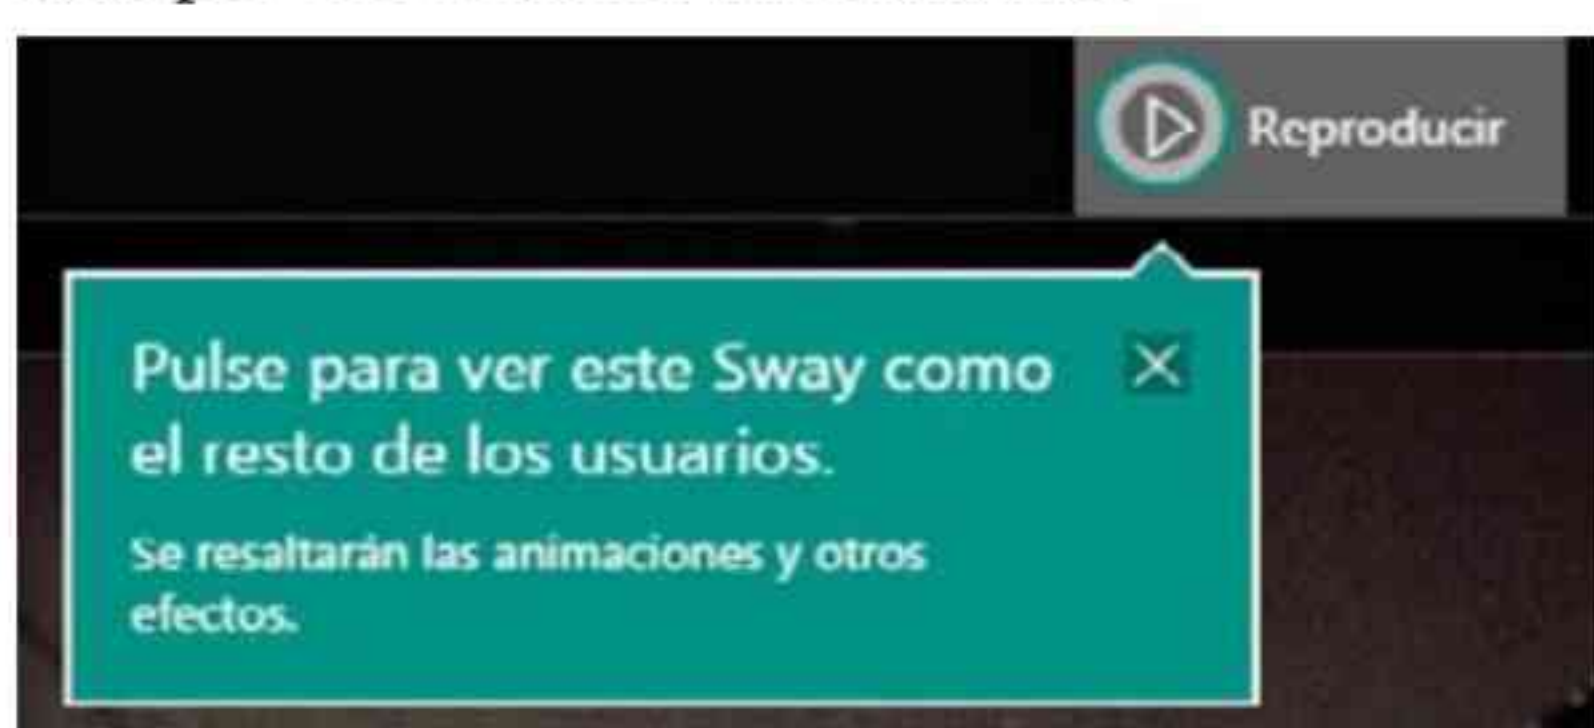 Reproducir
Pulse para ver este Sway como
el resto de los usuarios.
Se resaltarán las animaciones y otros
efectos.